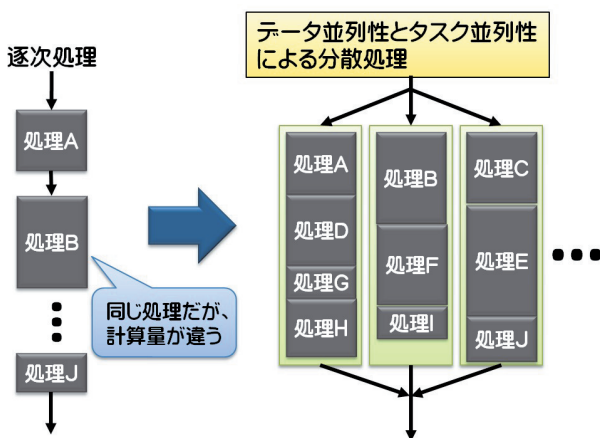 逐次処理
処理A
処理B
同じ処理だが、
計算量が違う
処理J
データ並列性とタスク並列性
による分散処理
処理A
処理D
処理G
処理H
処理B
処理F
処理I
処理C
処理E
処理J